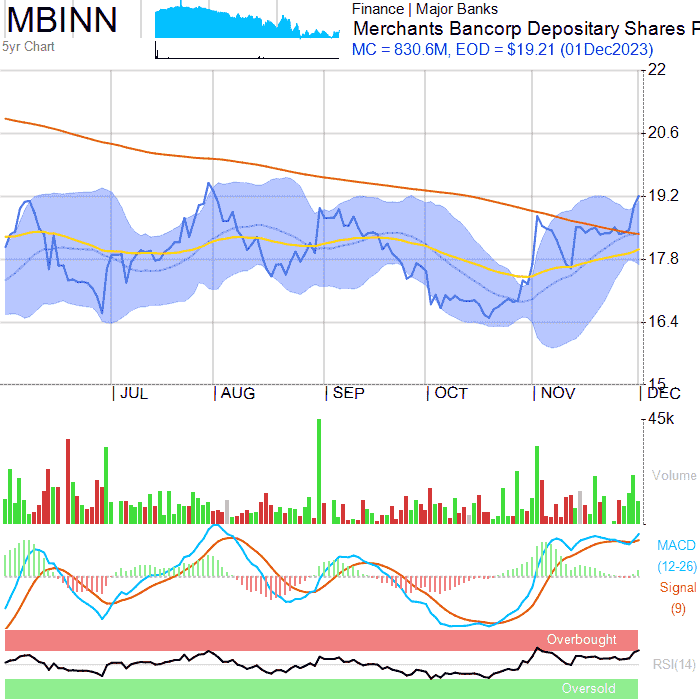 MBINN
5yr Chart
Finance | Major Banks
Merchants Bancorp Depositary Shares P
MC = 830.6M, EOD = $19.21 (01Dec2023)
22
20.6
19.2
17.8
16.4
15
JUL AUG SEP OCT NOV DEC
45k
Volume
MACD
(12-26)
Signal
(9)
Overbought
RSI(14)
Oversold